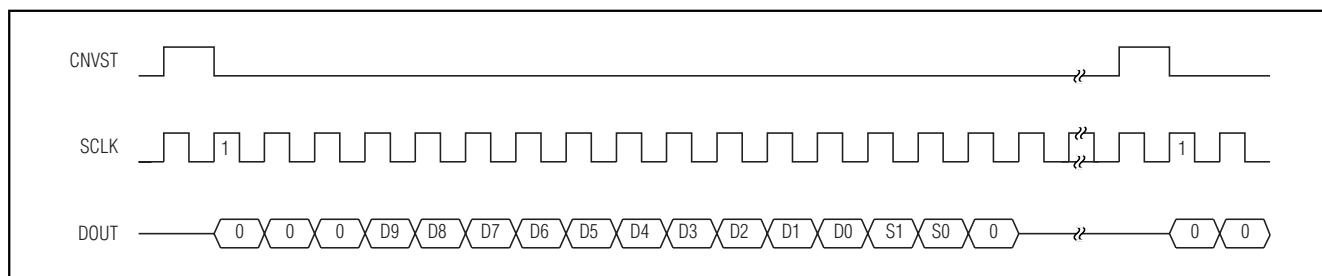 CNVST
SCLK 1 1
DOUT 0 0 0 D9 D8 D7 D6 D5 D4 D3 D2 D1 D0 S1 S0 0 0 0